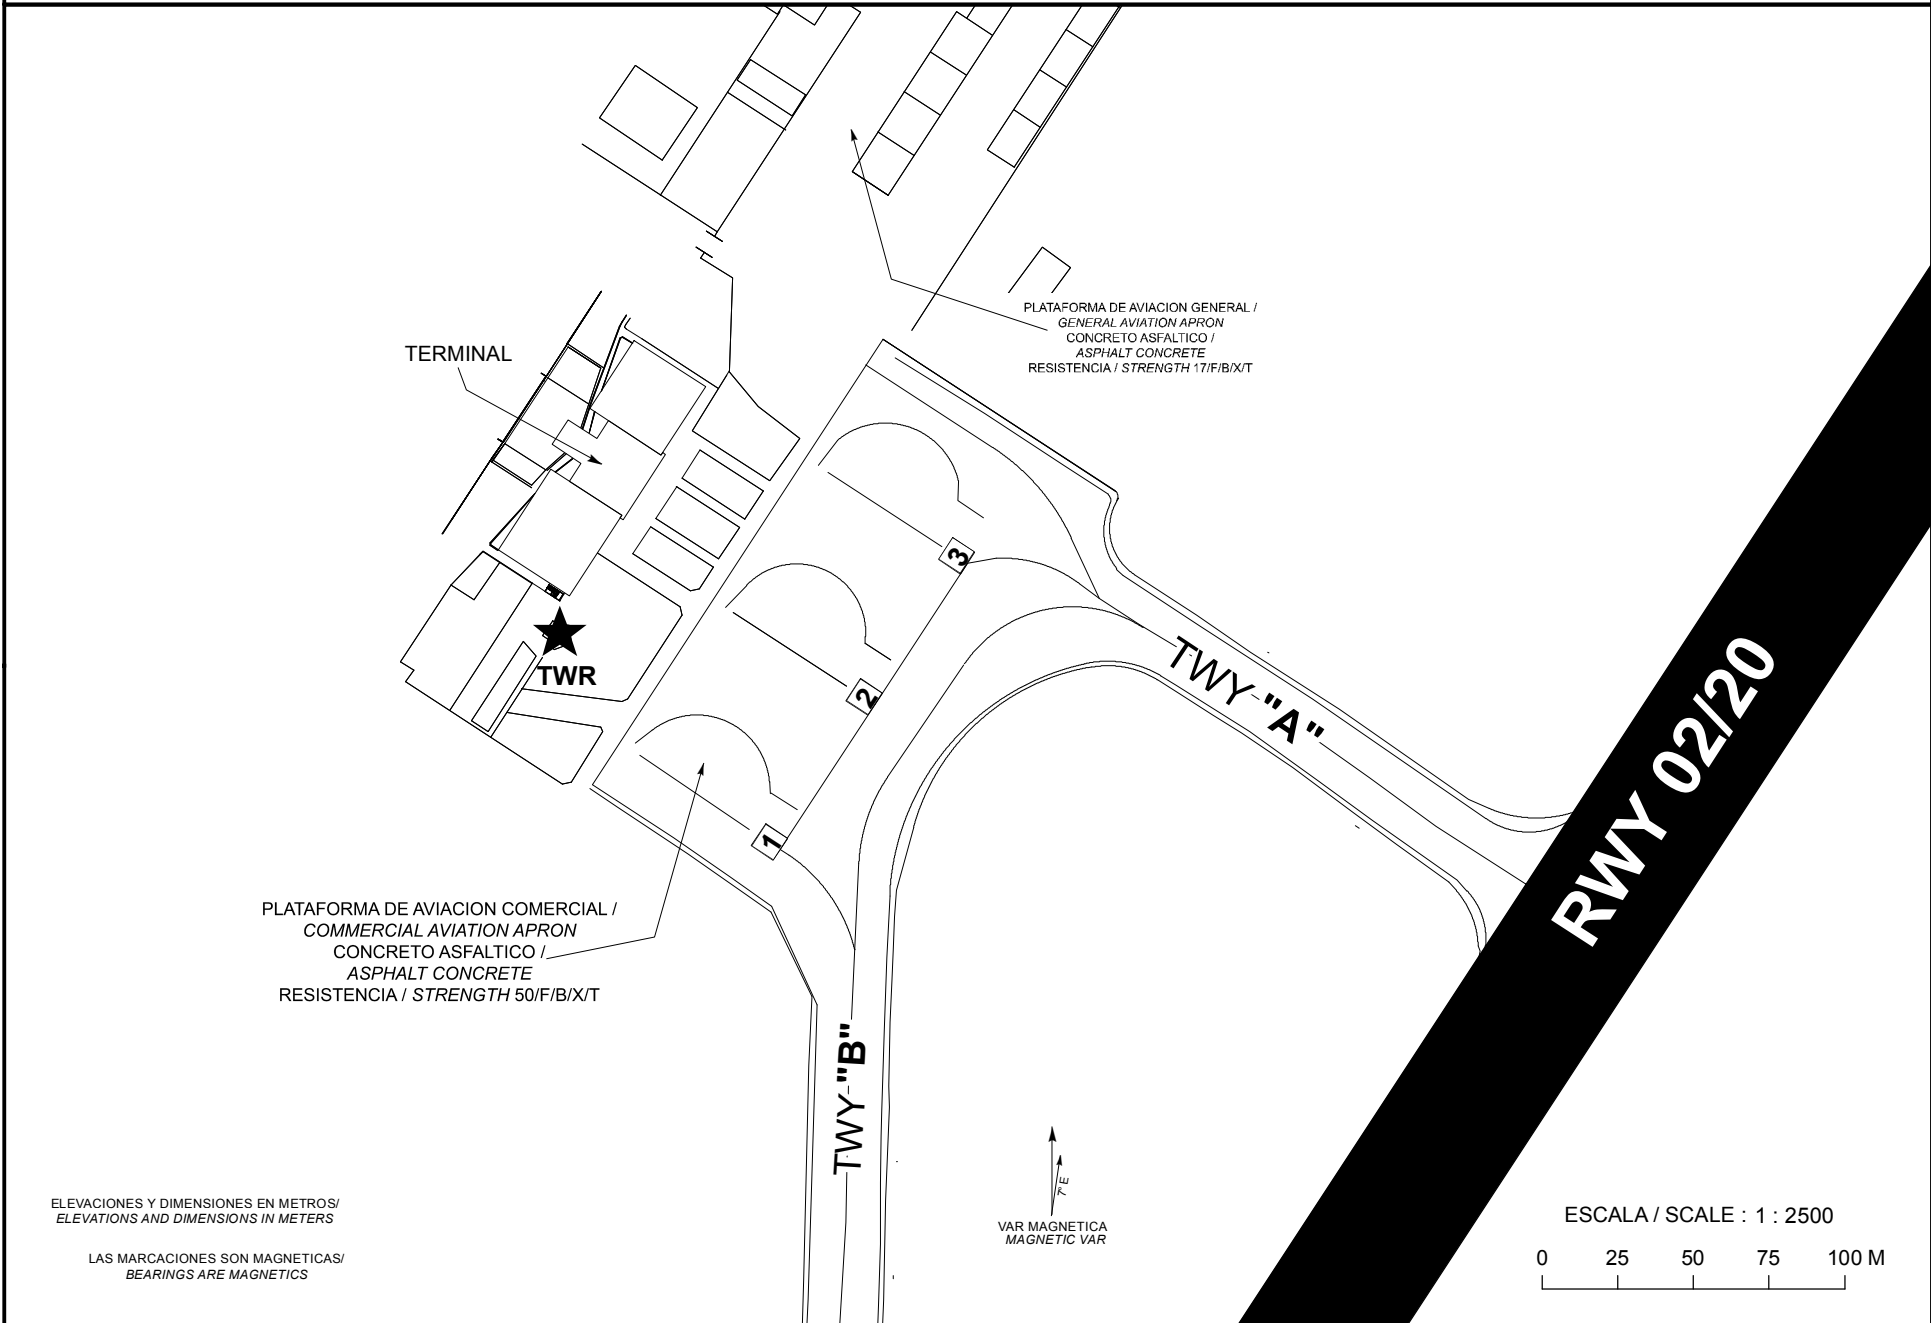 PLATAFORMA DE AVIACION GENERAL /
GENERAL AVIATION APRON
CONCRETO ASFALTICO /
ASPHALT CONCRETE
RESISTENCIA / STRENGTH 17/F/B/X/T
TERMINAL
3
TWR
2
TWY "A"
RWY 02/20
1
PLATAFORMA DE AVIACION COMERCIAL /
COMMERCIAL AVIATION APRON
CONCRETO ASFALTICO /
ASPHALT CONCRETE
RESISTENCIA / STRENGTH 50/F/B/X/T
TWY "B"
7° E
VAR MAGNETICA
MAGNETIC VAR
ELEVACIONES Y DIMENSIONES EN METROS/
ELEVATIONS AND DIMENSIONS IN METERS
LAS MARCACIONES SON MAGNETICAS/
BEARINGS ARE MAGNETICS
ESCALA / SCALE : 1 : 2500
0 25 50 75 100 M